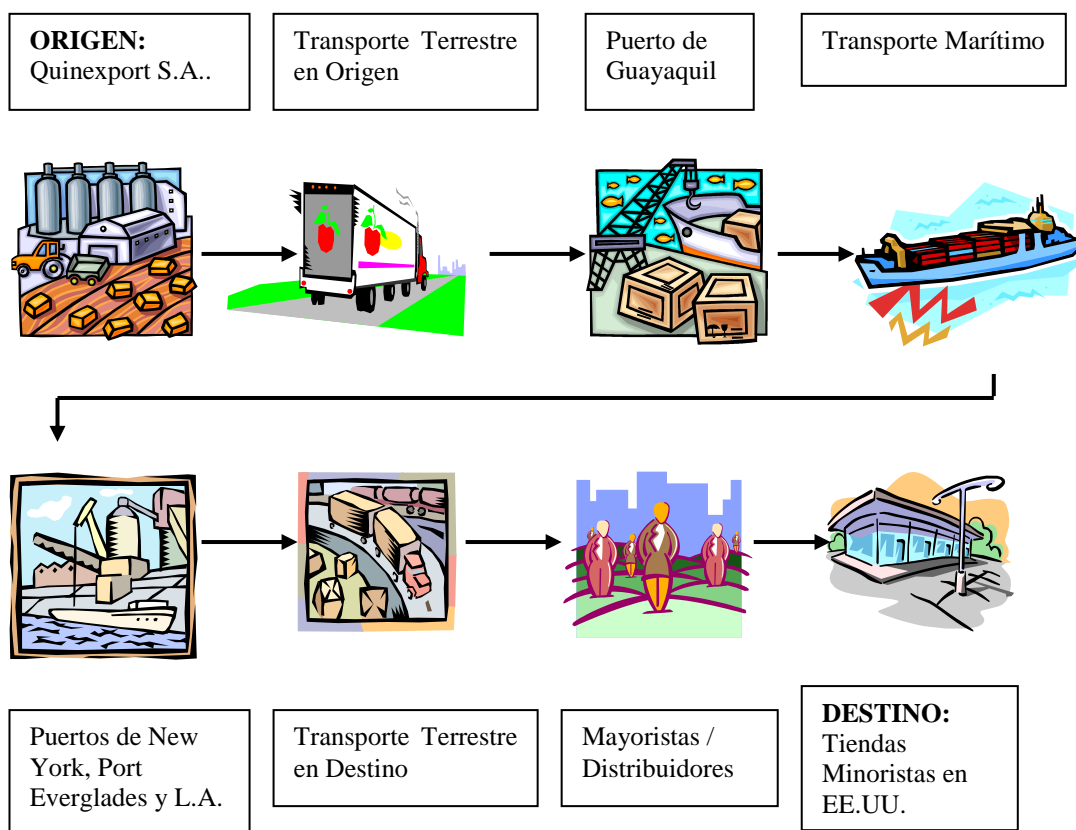 ORIGEN:
Quinexport S.A..
Transporte Terrestre
en Origen
Puerto de
Guayaquil
Transporte Marítimo
Puertos de New
York, Port
Everglades y L.A.
Transporte Terrestre
en Destino
Mayoristas /
Distribuidores
DESTINO:
Tiendas
Minoristas en
EE.UU.